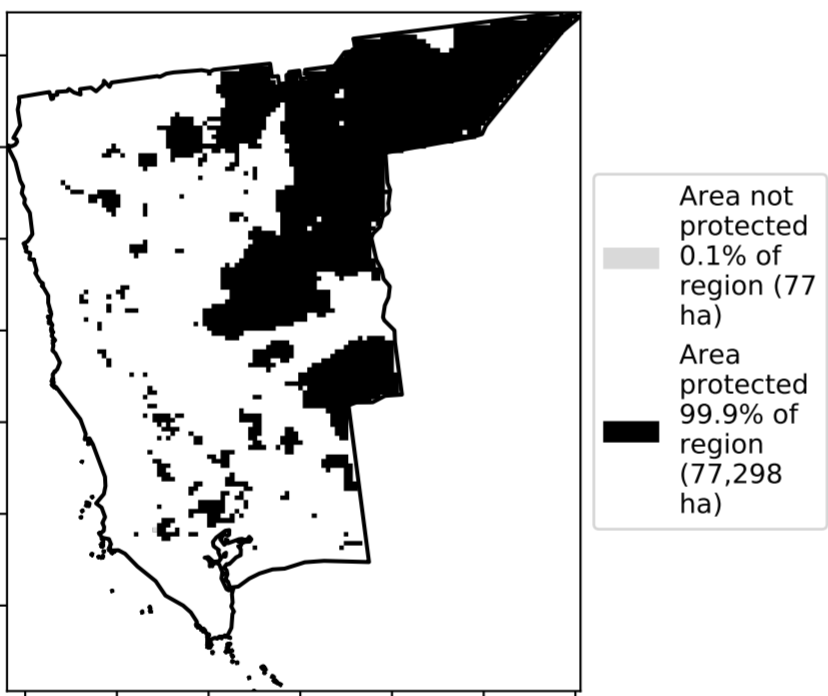 Area not
protected
0.1% of
region (77
ha)
Area
protected
99.9% of
region
(77,298
ha)